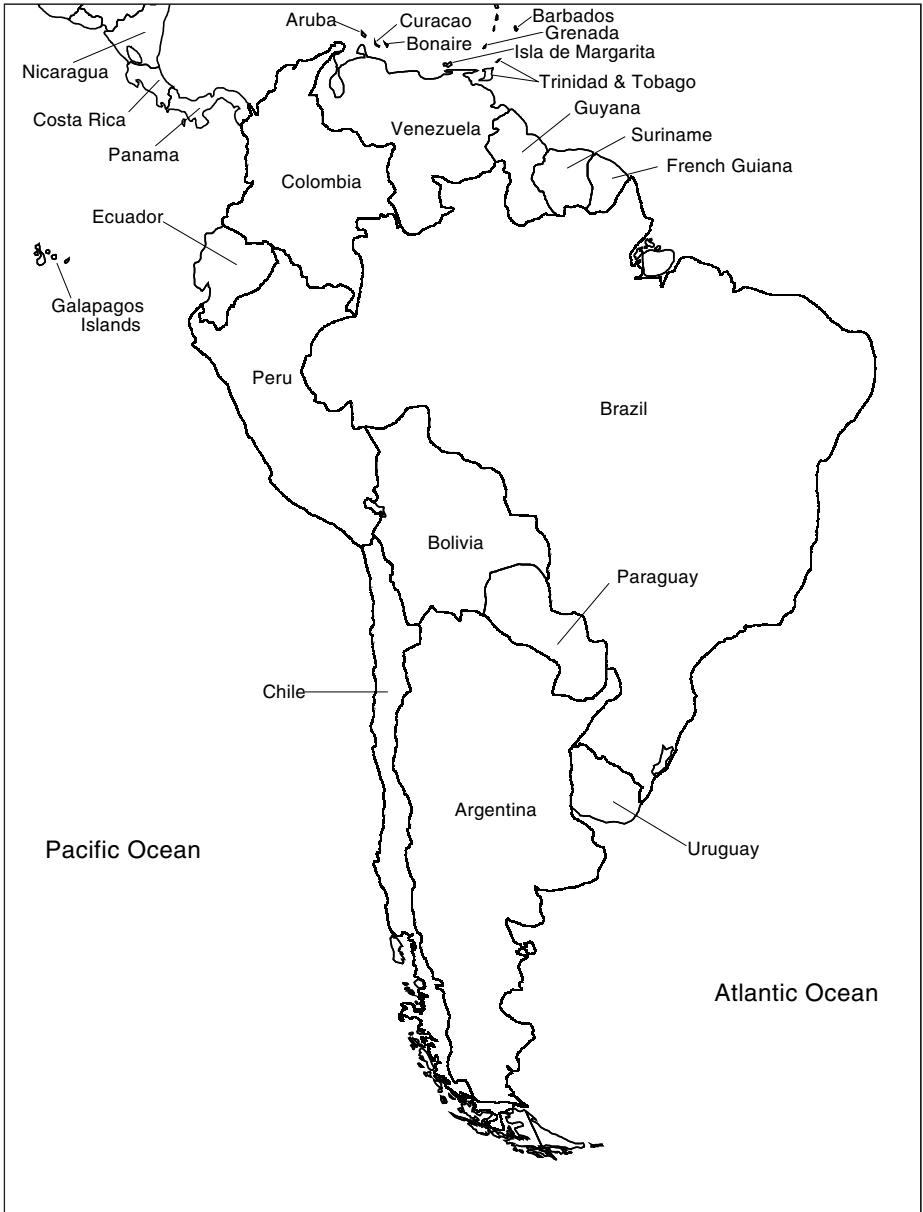 Aruba
Curacao
Barbados
Grenada
Bonaire
Isla de Margarita
Nicaragua
Trinidad & Tobago
Guyana
Costa Rica
Venezuela
Suriname
Panama
French Guiana
Colombia
Ecuador
Galapagos
Islands
Peru
Brazil
Bolivia
Paraguay
Chile
Argentina
Pacific Ocean
Uruguay
Atlantic Ocean